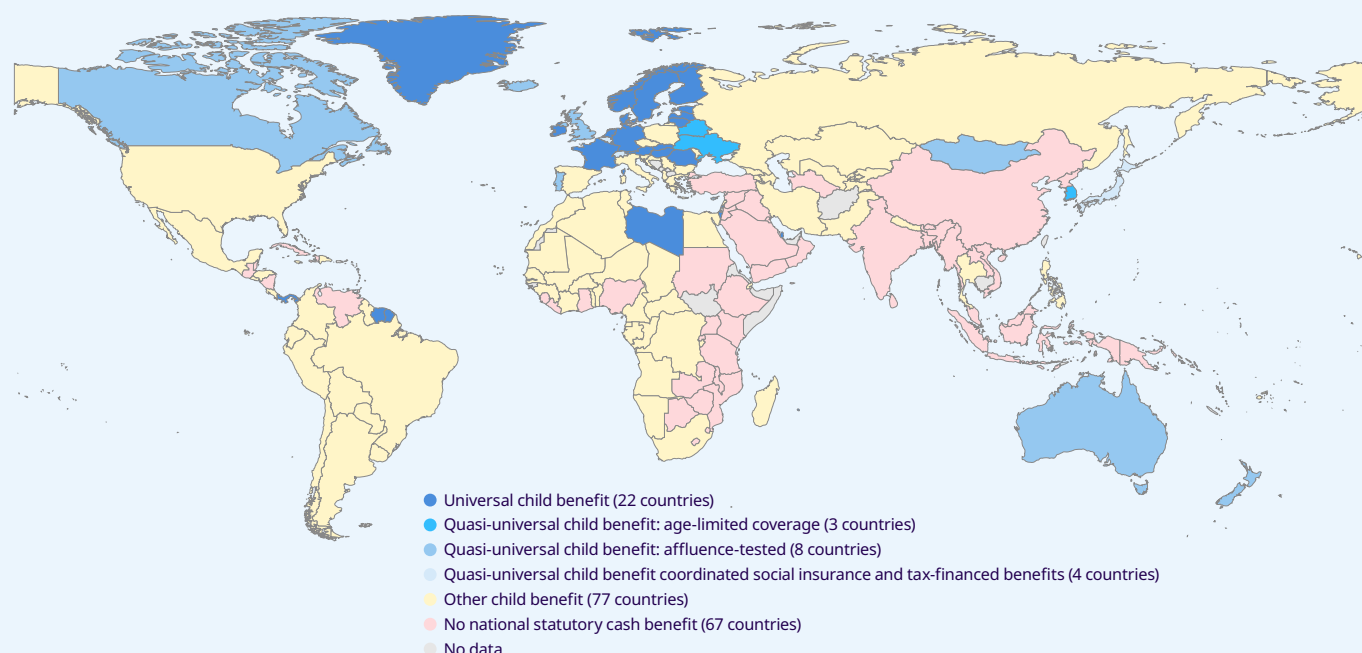 Universal child benefit (22 countries)
Quasi-universal child benefit: age-limited coverage (3 countries)
Quasi-universal child benefit: affluence-tested (8 countries)
Quasi-universal child benefit coordinated social insurance and tax-financed benefits (4 countries)
Other child benefit (77 countries)
No national statutory cash benefit (67 countries)
No data